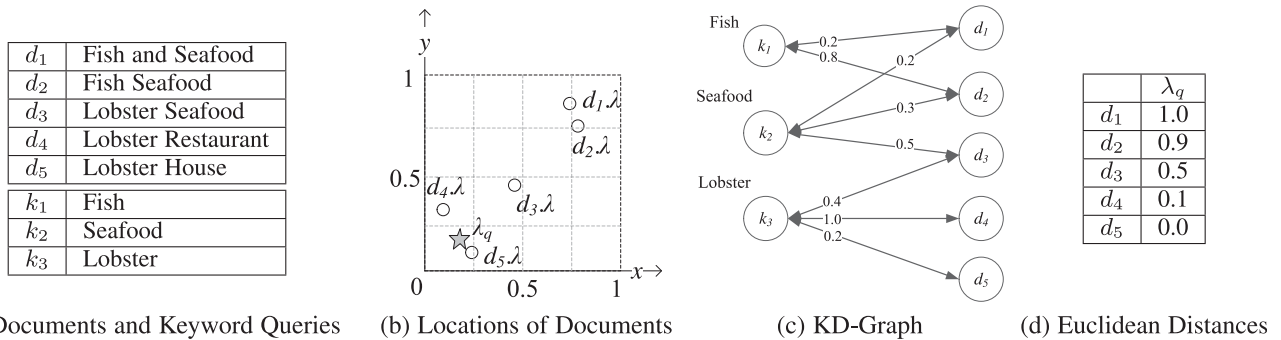 d1 Fish and Seafood
d2 Fish Seafood
d3 Lobster Seafood
d4 Lobster Restaurant
d5 Lobster House
k1 Fish
k2 Seafood
k3 Lobster
Documents and Keyword Queries
y
1
0.5
0
0.5
1
x
d1.λ
d2.λ
d3.λ
d4.λ
λq
d5.λ
(b) Locations of Documents
Fish
k1
Seafood
k2
Lobster
k3
0.2
0.8
0.2
0.3
0.5
0.4
1.0
0.2
d1
d2
d3
d4
d5
(c) KD-Graph
λq
d1 1.0
d2 0.9
d3 0.5
d4 0.1
d5 0.0
(d) Euclidean Distances